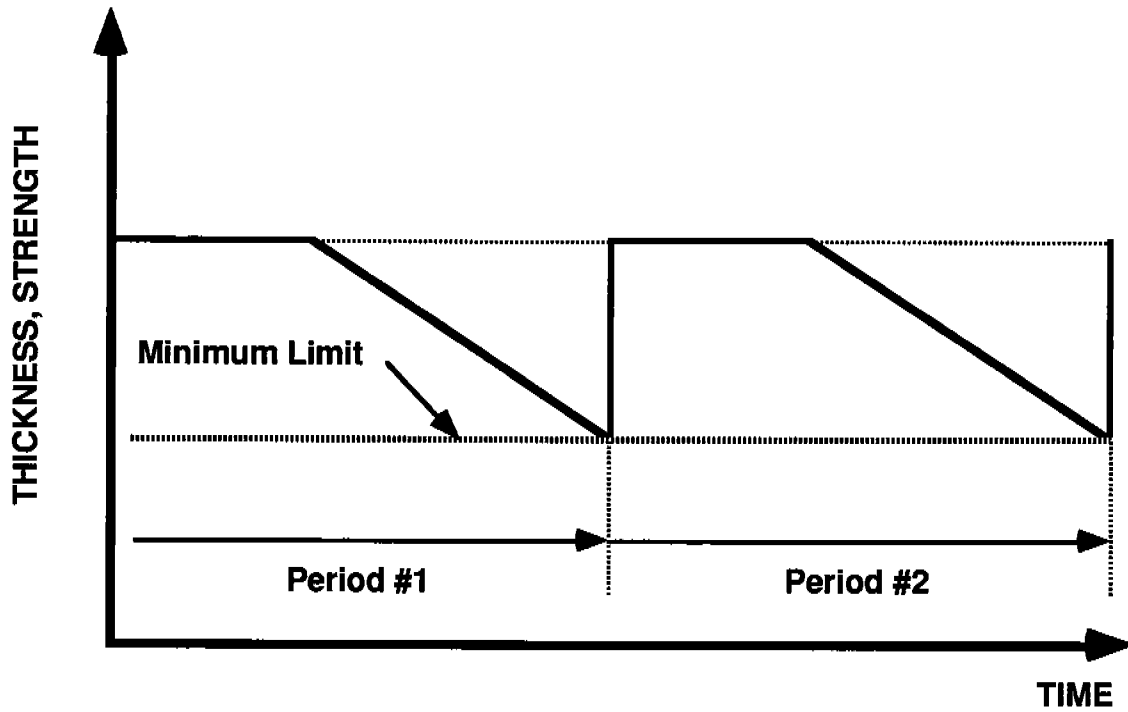 THICKNESS, STRENGTH
Minimum Limit
Period #1
Period #2
TIME